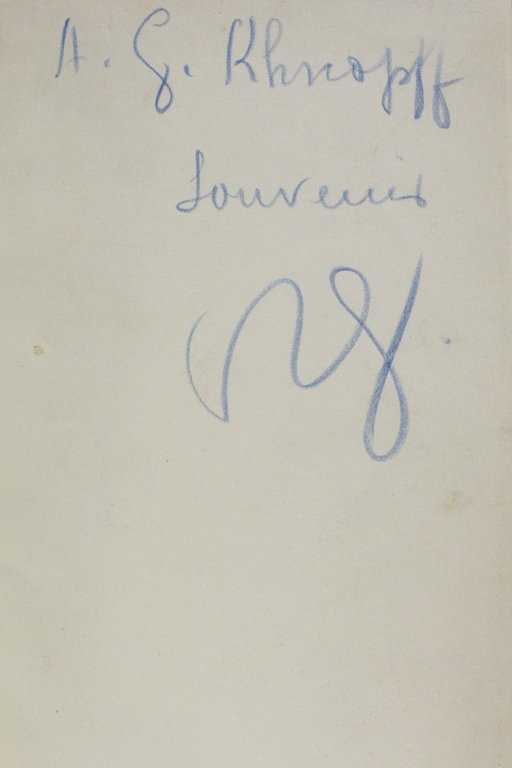 A. G. Khnopff
Souvenir